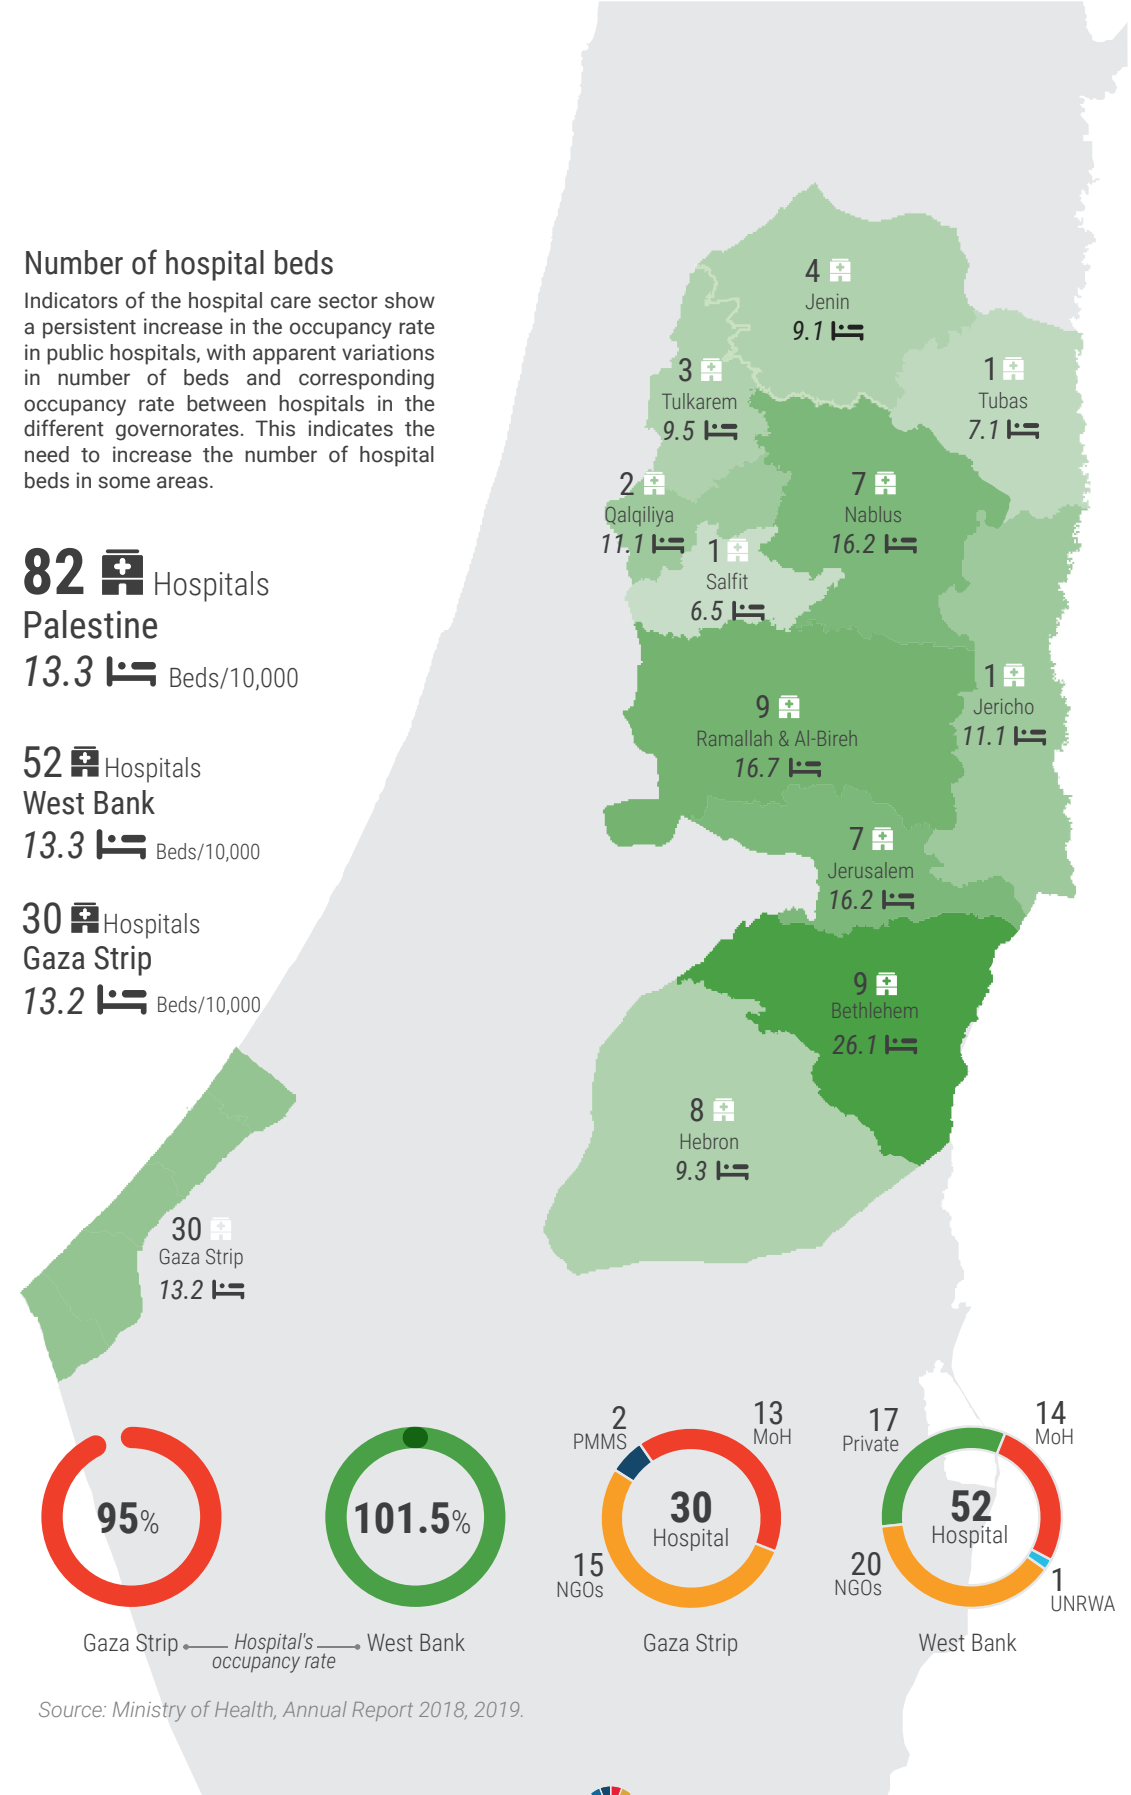 Number of hospital beds
Indicators of the hospital care sector show
a persistent increase in the occupancy rate
in public hospitals, with apparent variations
in number of beds and corresponding
occupancy rate between hospitals in the
different governorates. This indicates the
need to increase the number of hospital
beds in some areas.
82 Hospitals
Palestine
13.3 Beds/10,000
52 Hospitals
West Bank
13.3 Beds/10,000
30 Hospitals
Gaza Strip
13.2 Beds/10,000
4
Jenin
9.1
3
Tulkarem
9.5
1
Tubas
7.1
2
Qalqiliya
11.1
7
Nablus
16.2
1
Salfit
6.5
9
Ramallah & Al-Bireh
16.7
1
Jericho
11.1
7
Jerusalem
16.2
9
Bethlehem
26.1
8
Hebron
9.3
30
Gaza Strip
13.2
95%
Gaza Strip
Hospital's
occupancy rate
101.5%
West Bank
2
PMMS
13
MoH
30
Hospital
15
NGOs
Gaza Strip
17
Private
14
MoH
52
Hospital
20
NGOs
1
UNRWA
West Bank
Source: Ministry of Health, Annual Report 2018, 2019.